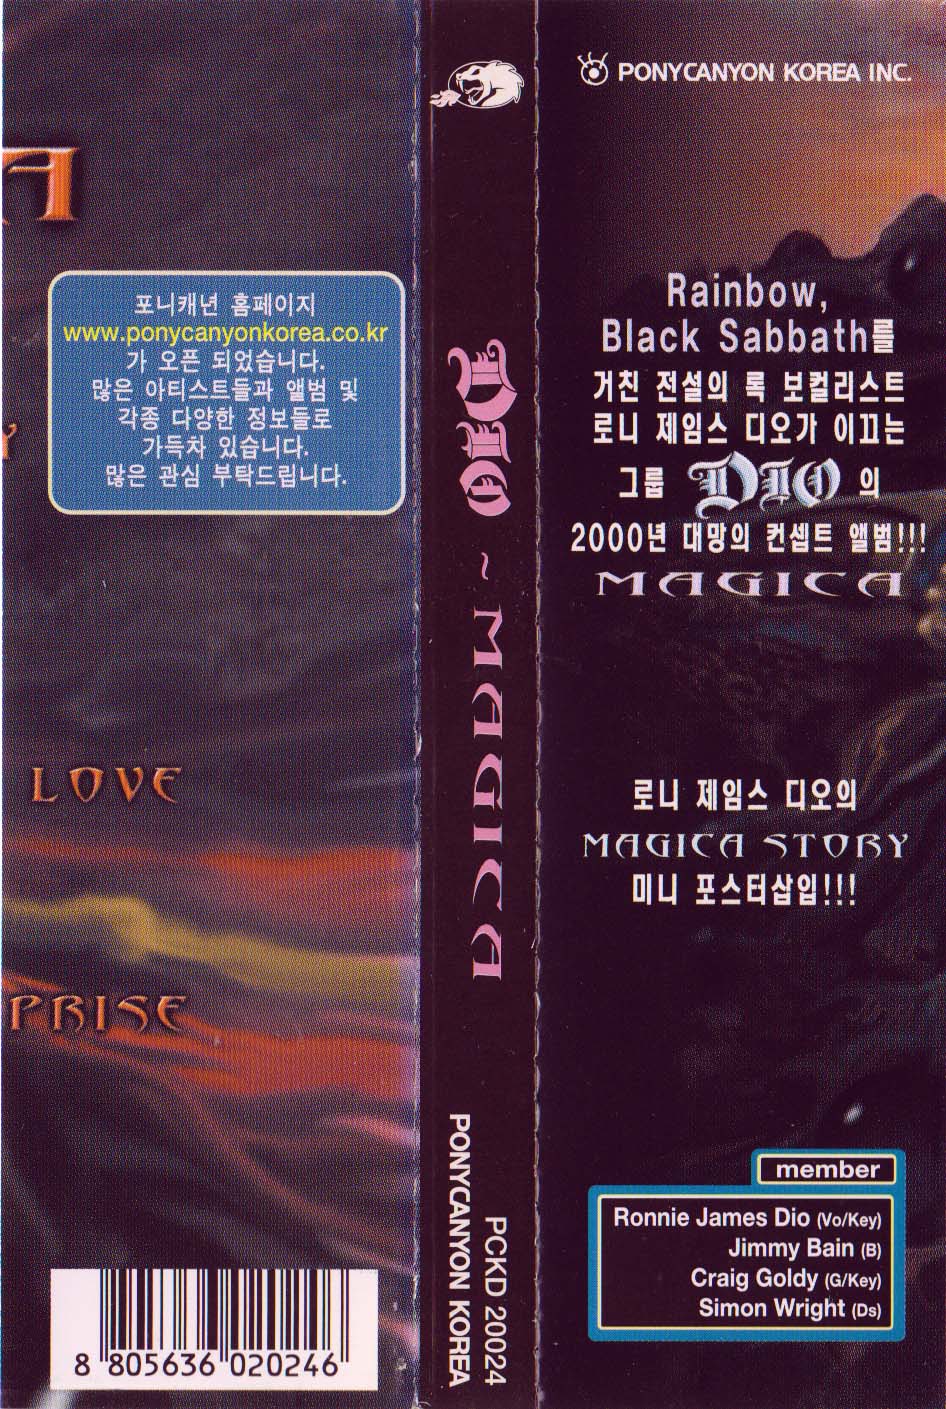 A
포니캐년 홈페이지
www.ponycanyonkorea.co.kr
가 오픈 되었습니다.
많은 아티스트들과 앨범 및
각종 다양한 정보들로
가득차 있습니다.
많은 관심 부탁드립니다.
Y
LOVE
PRISE
8 805636 020246
DIO ~ MAGICA
PCKD 20024
PONYCANYON KOREA
PONYCANYON KOREA INC.
Rainbow,
Black Sabbath를
거친 전설의 록 보컬리스트
로니 제임스 디오가 이끄는
그룹 DIO 의
2000년 대망의 컨셉트 앨범!!!
MAGICA
로니 제임스 디오의
MAGICA STORY
미니 포스터삽입!!!
member
Ronnie James Dio (Vo/Key)
Jimmy Bain (B)
Craig Goldy (G/Key)
Simon Wright (Ds)